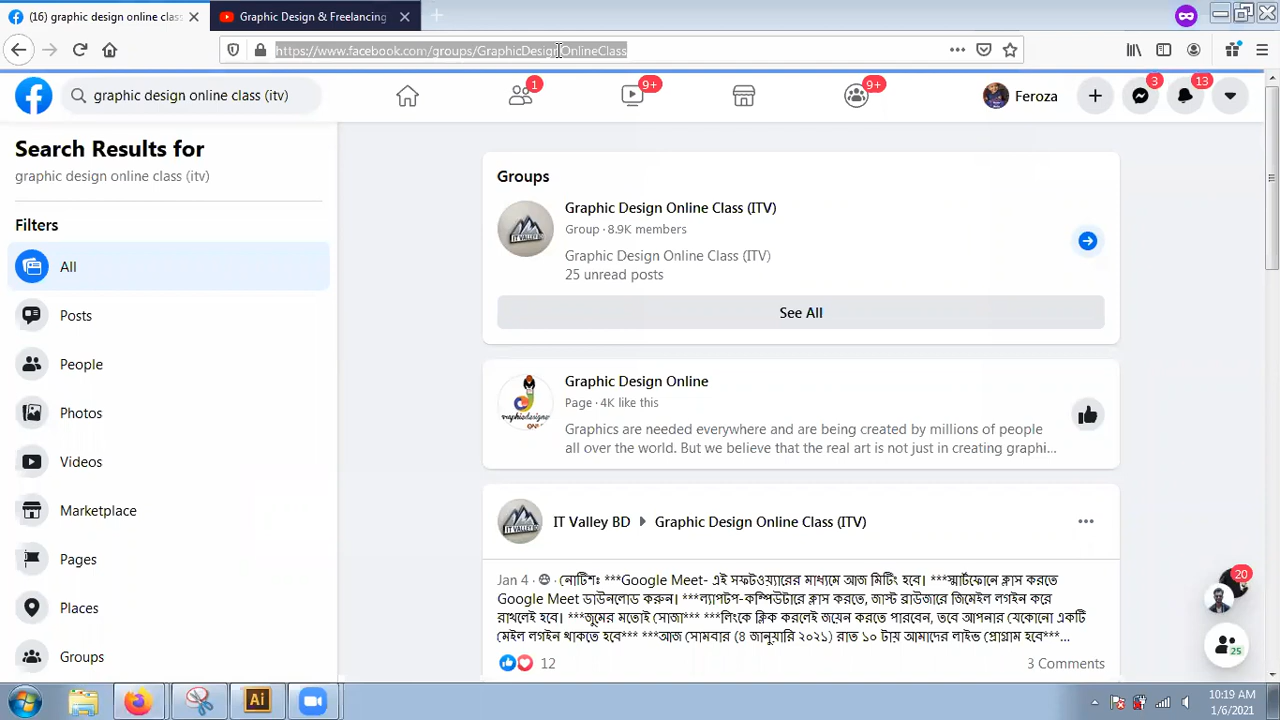 (16) graphic design online class
Graphic Design & Freelancing
https://www.facebook.com/groups/GraphicDesignOnlineClass
graphic design online class (itv)
1
9+
9+
Feroza
3
13
Search Results for
graphic design online class (itv)
Filters
All
Posts
People
Photos
Videos
Marketplace
Pages
Places
Groups
Groups
Graphic Design Online Class (ITV)
Group · 8.9K members
Graphic Design Online Class (ITV)
25 unread posts
See All
Graphic Design Online
Page · 4K like this
Graphics are needed everywhere and are being created by millions of people
all over the world. But we believe that the real art is not just in creating graphi...
IT Valley BD Graphic Design Online Class (ITV)
Jan 4 · নোটিশঃ ***Google Meet- এই সফটওয়্যারের মাধ্যমে আজ মিটিং হবে। ***স্মার্টফোনে ক্লাস করতে
Google Meet ডাউনলোড করুন। ***ল্যাপটপ-কম্পিউটারে ক্লাস করতে, জাস্ট ব্রাউজারে জিমেইল লগইন করে
রাখলেই হবে। ***জুমের মতোই সোজা*** ***লিংকে ক্লিক করলেই জয়েন করতে পারবেন, তবে আপনার যেকোনো একটি
মেইল লগইন থাকতে হবে*** ***আজ সোমবার (৪ জানুয়ারি ২০২১) রাত ১০ টায় আমাদের লাইভ প্রোগ্রাম হবে***...
12
3 Comments
20
25
Ai
10:19 AM
1/6/2021